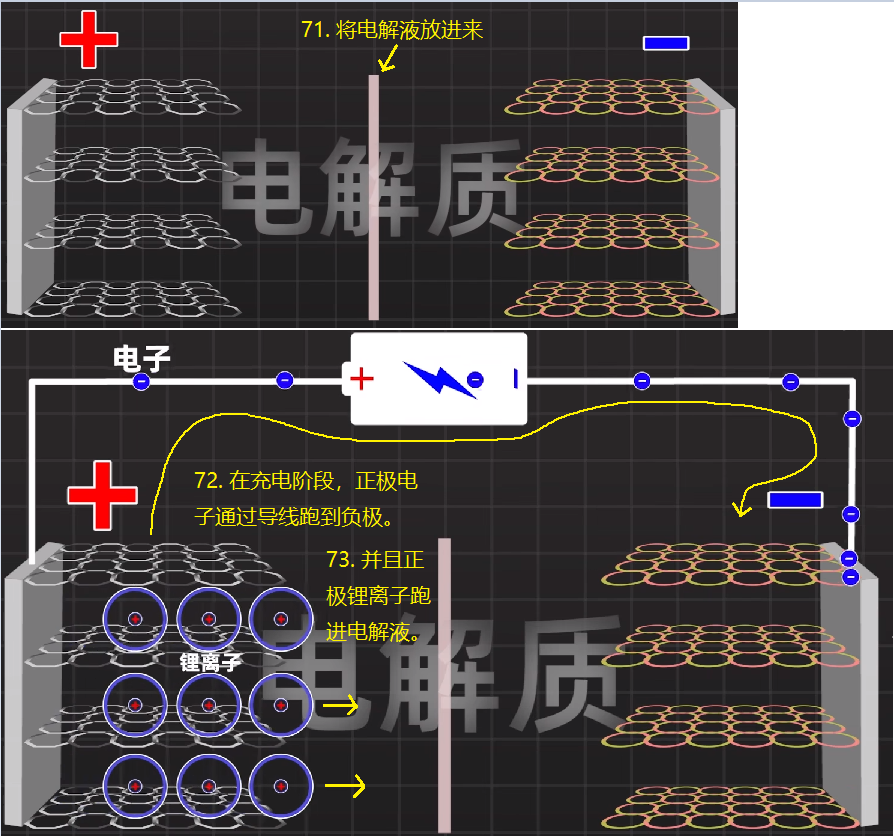 71. 将电解液放进来
电解质
电子
72. 在充电阶段，正极电
子通过导线跑到负极。
73. 并且正
极锂离子跑
进电解液。
锂离子
电解质